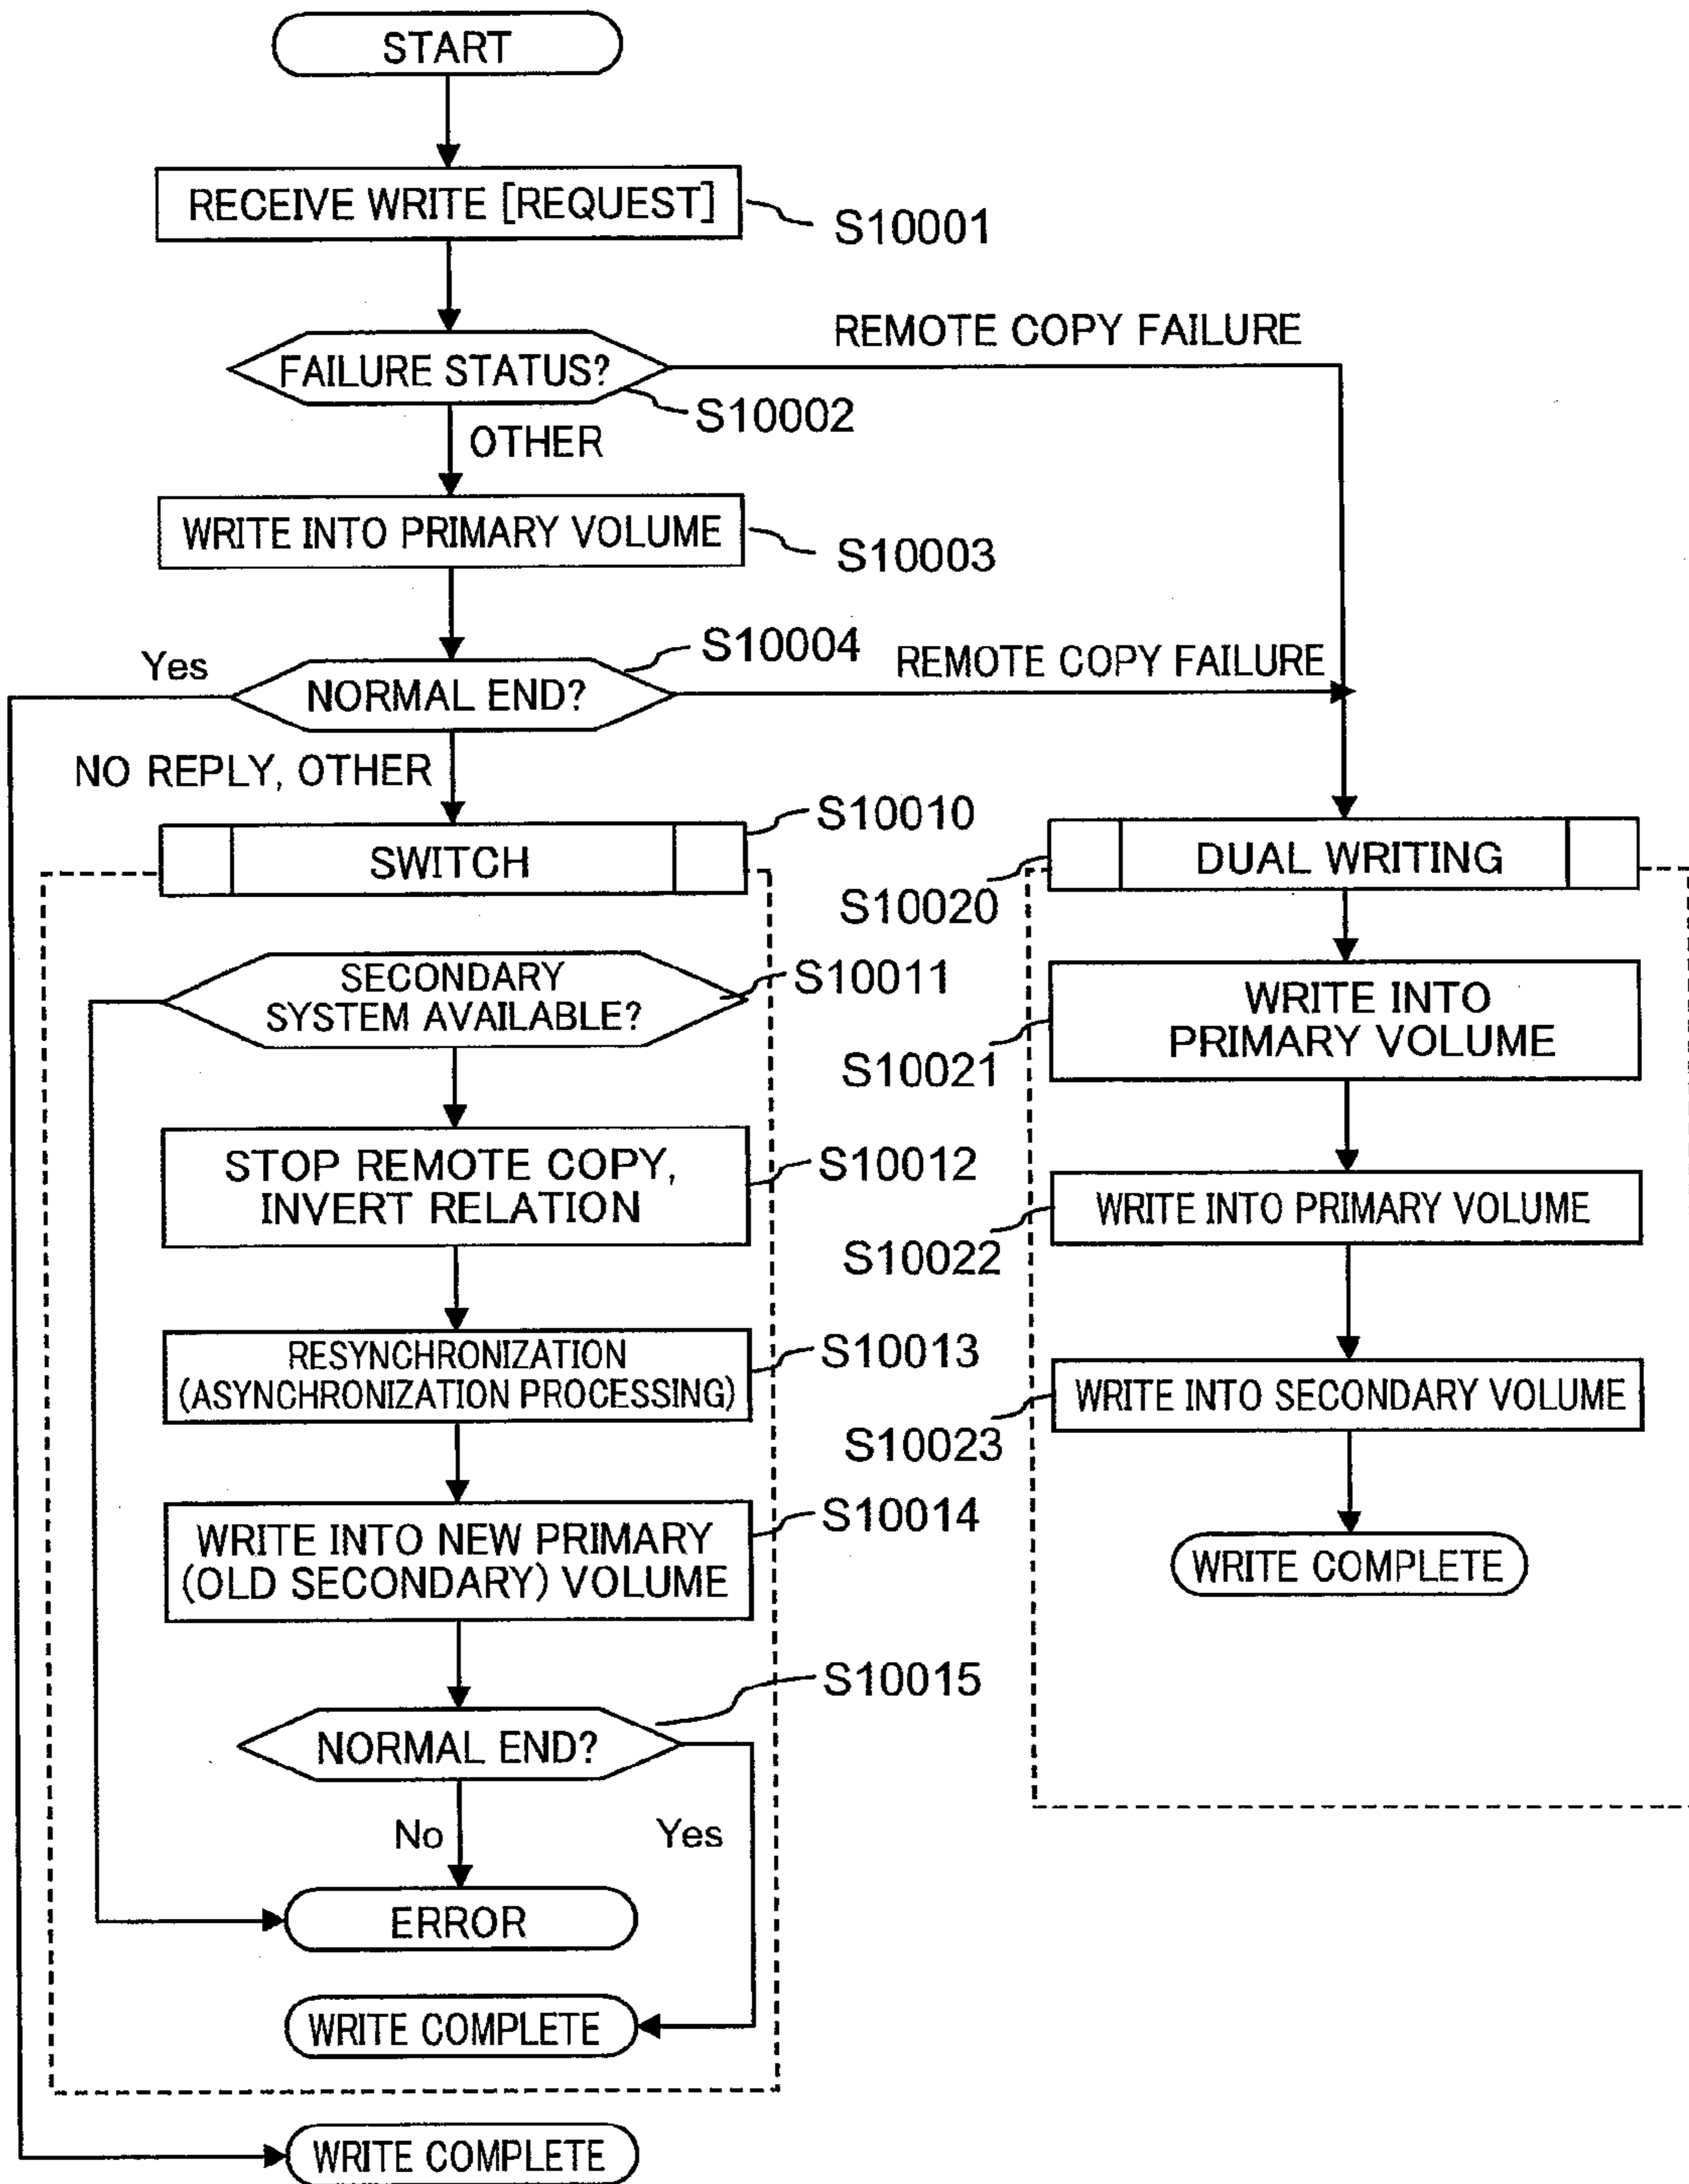 START
RECEIVE WRITE [REQUEST]
S10001
REMOTE COPY FAILURE
FAILURE STATUS?
S10002
OTHER
WRITE INTO PRIMARY VOLUME
S10003
S10004
Yes
REMOTE COPY FAILURE
NORMAL END?
NO REPLY, OTHER
S10010
SWITCH
DUAL WRITING
S10020
SECONDARY
SYSTEM AVAILABLE?
S10011
WRITE INTO
PRIMARY VOLUME
S10021
STOP REMOTE COPY,
INVERT RELATION
S10012
WRITE INTO PRIMARY VOLUME
S10022
RESYNCHRONIZATION
(ASYNCHRONIZATION PROCESSING)
S10013
WRITE INTO SECONDARY VOLUME
S10023
WRITE INTO NEW PRIMARY
(OLD SECONDARY) VOLUME
S10014
WRITE COMPLETE
S10015
NORMAL END?
No
Yes
ERROR
WRITE COMPLETE
WRITE COMPLETE